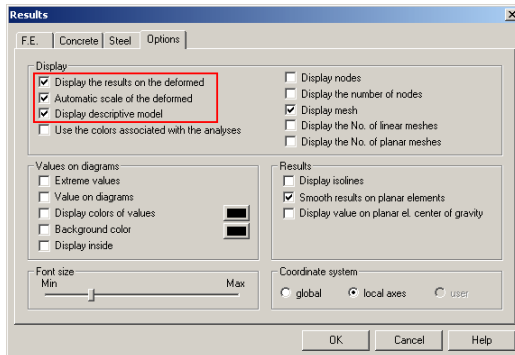 Results
F.E. Concrete Steel Options
Display
Display the results on the deformed
Automatic scale of the deformed
Display descriptive model
Use the colors associated with the analyses
Display nodes
Display the number of nodes
Display mesh
Display the No. of linear meshes
Display the No. of planar meshes
Values on diagrams
Extreme values
Value on diagrams
Display colors of values
Background color
Display inside
Results
Display isolines
Smooth results on planar elements
Display value on planar el. center of gravity
Font size
Min Max
Coordinate system
global local axes user
OK Cancel Help